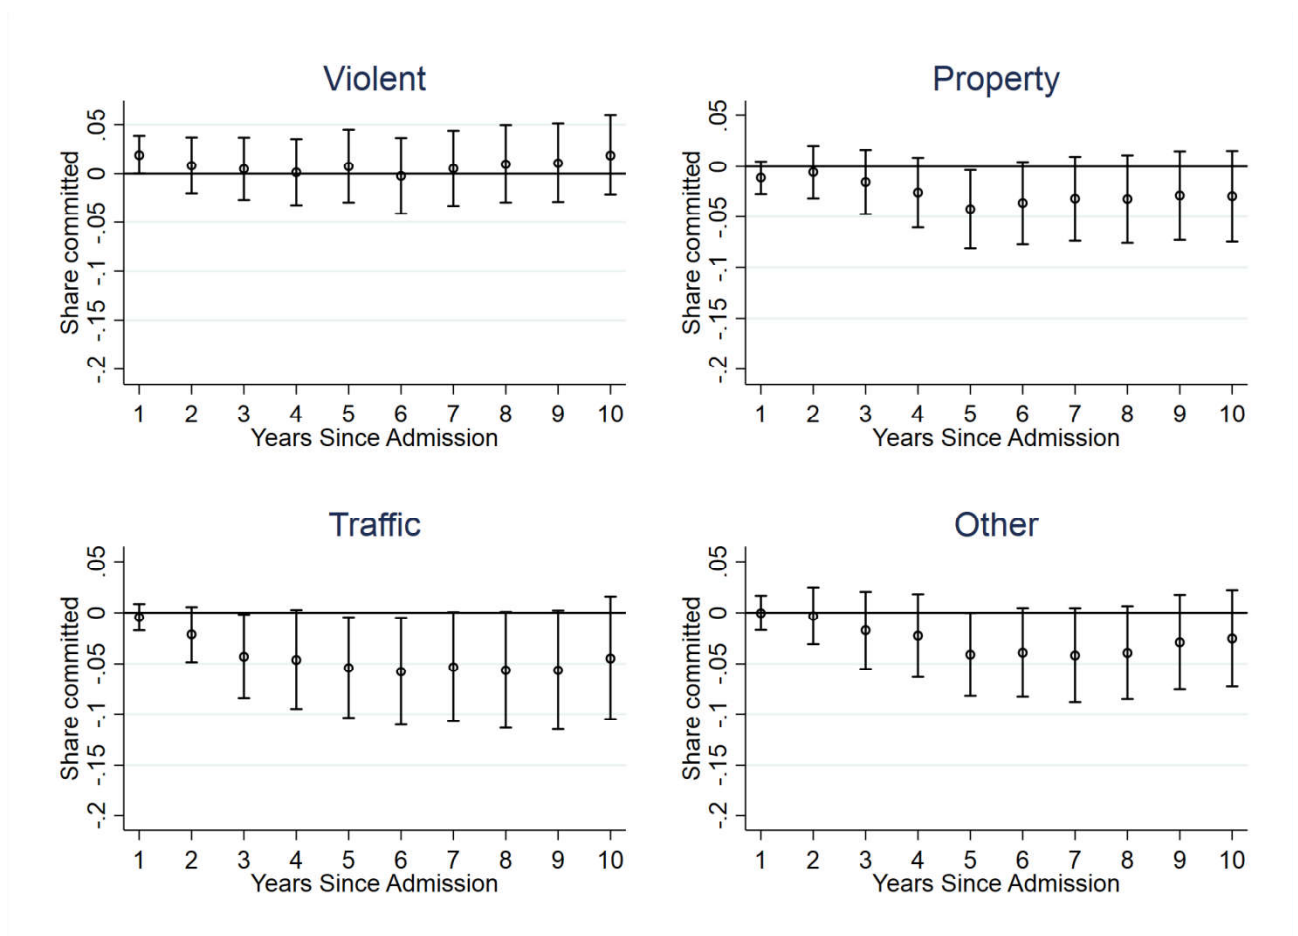 Violent
Share committed
.05
0
-.05
-.1
-.15
-.2
1 2 3 4 5 6 7 8 9 10
Years Since Admission
Property
Share committed
.05
0
-.05
-.1
-.15
-.2
1 2 3 4 5 6 7 8 9 10
Years Since Admission
Traffic
Share committed
.05
0
-.05
-.1
-.15
-.2
1 2 3 4 5 6 7 8 9 10
Years Since Admission
Other
Share committed
.05
0
-.05
-.1
-.15
-.2
1 2 3 4 5 6 7 8 9 10
Years Since Admission